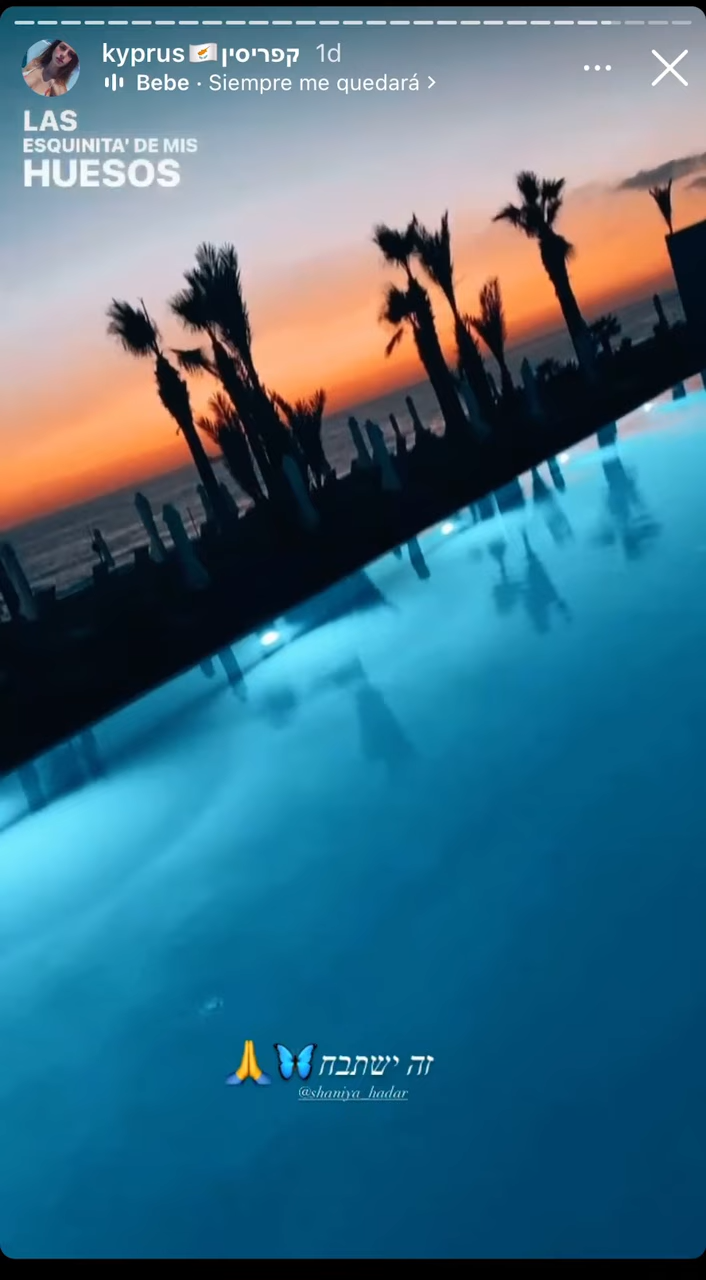 kyprus🇨🇾קפריסין 1d
Bebe · Siempre me quedará >
LAS
ESQUINITA' DE MIS
HUESOS
זה ישתבח🦋🙏
@shaniya_hadar